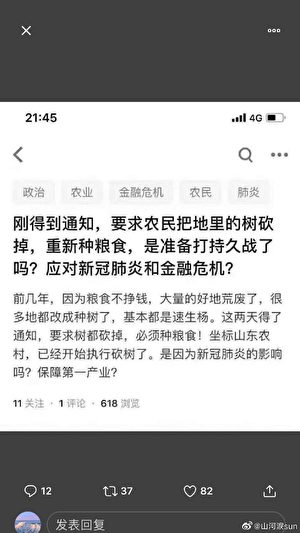 21:45
4G
政治
农业
金融危机
农民
肺炎
刚得到通知，要求农民把地里的树砍
掉，重新种粮食，是准备打持久战了
吗？应对新冠肺炎和金融危机？
前几年，因为粮食不挣钱，大量的好地荒废了，很
多地都改成种树了，基本都是速生杨。这两天得了
通知，要求树都砍掉，必须种粮食！坐标山东农
村，已经开始执行砍树了。是因为新冠肺炎的影响
吗？保障第一产业？
11 关注 · 1 评论 · 618 浏览
12
37
82
发表回复
@山河淚sun